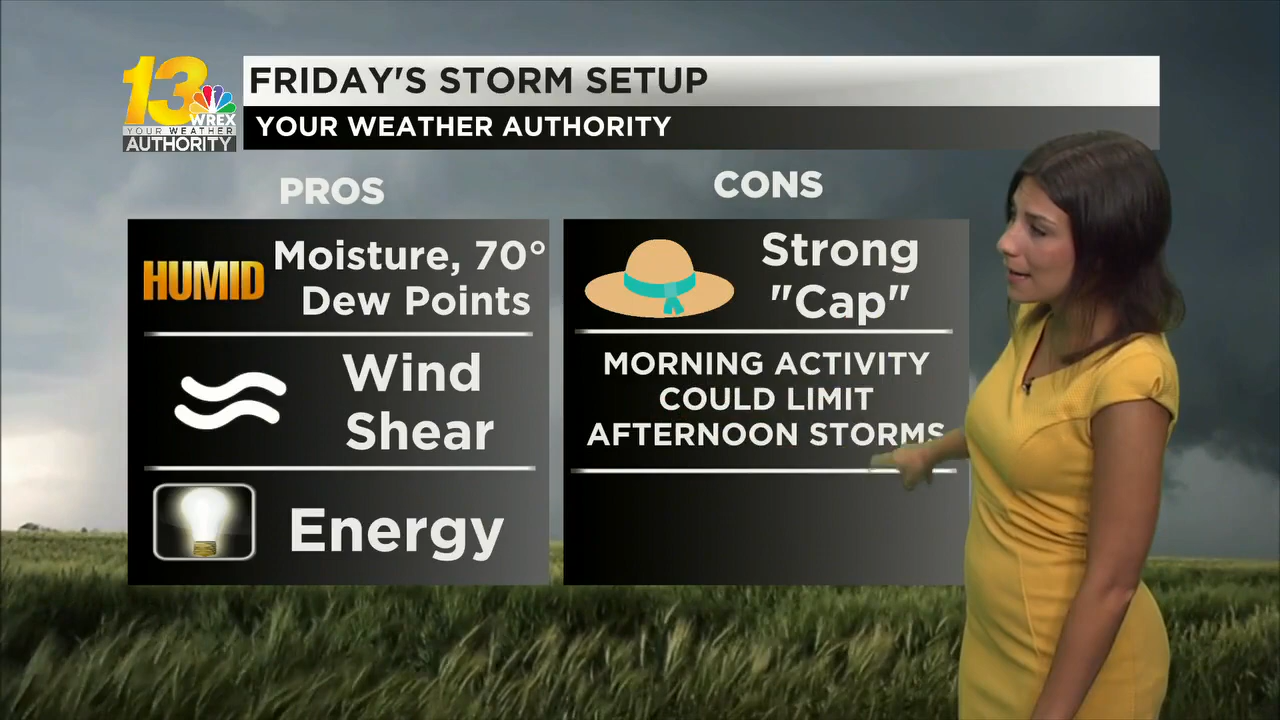 13
WREX
YOUR WEATHER
AUTHORITY
FRIDAY'S STORM SETUP
YOUR WEATHER AUTHORITY
PROS
HUMID
Moisture, 70°
Dew Points
Wind
Shear
Energy
CONS
Strong
"Cap"
MORNING ACTIVITY
COULD LIMIT
AFTERNOON STORMS